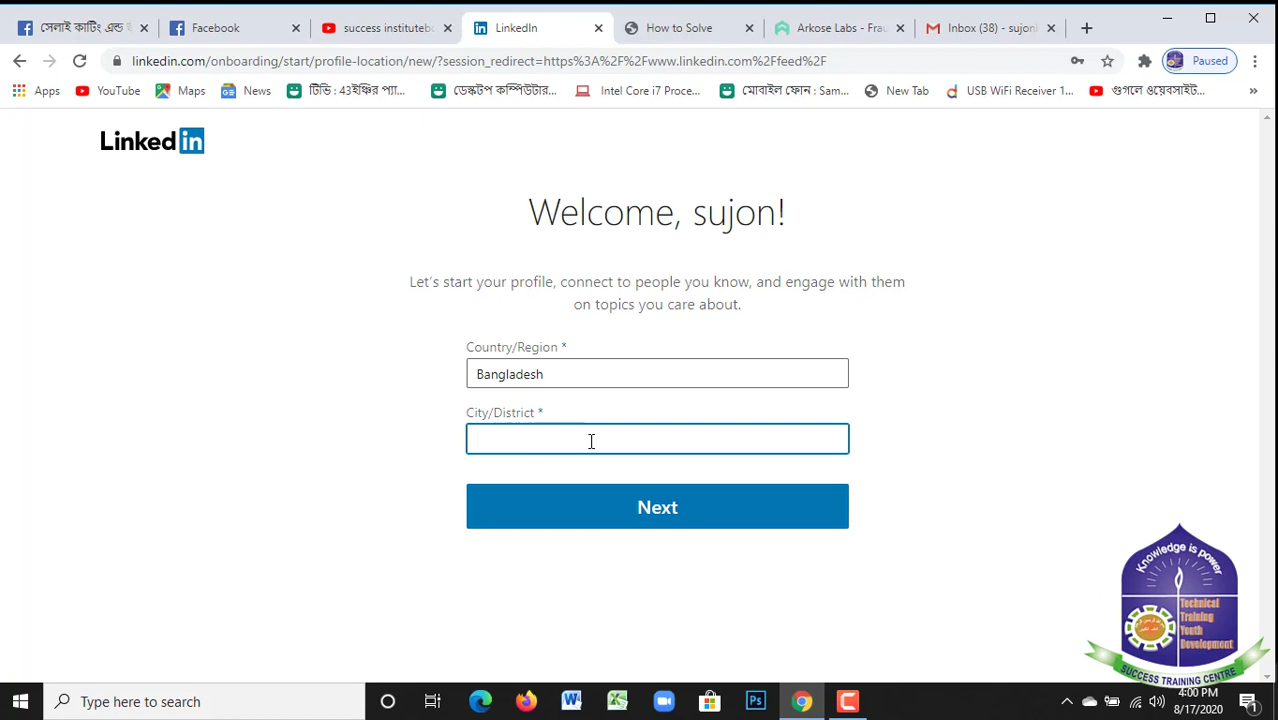 সেলাই কাটিং এন্ড
Facebook
success institutebc
LinkedIn
How to Solve
Arkose Labs - Frau
Inbox (38) - sujon
linkedin.com/onboarding/start/profile-location/new/?session_redirect=https%3A%2F%2Fwww.linkedin.com%2Ffeed%2F
Paused
Apps
YouTube
Maps
News
টিভি : 43ইঞ্চির প্যা...
ডেস্কটপ কম্পিউটার...
Intel Core i7 Proce...
মোবাইল ফোন : Sam...
New Tab
USB WiFi Receiver 1...
গুগলে ওয়েবসাইট...
»
Linked in
Welcome, sujon!
Let's start your profile, connect to people you know, and engage with them
on topics you care about.
Country/Region *
Bangladesh
City/District *
Next
Knowledge is power
Technical
Training
Youth
Development
SUCCESS TRAINING CENTRE
Type here to search
4:00 PM
8/17/2020
1